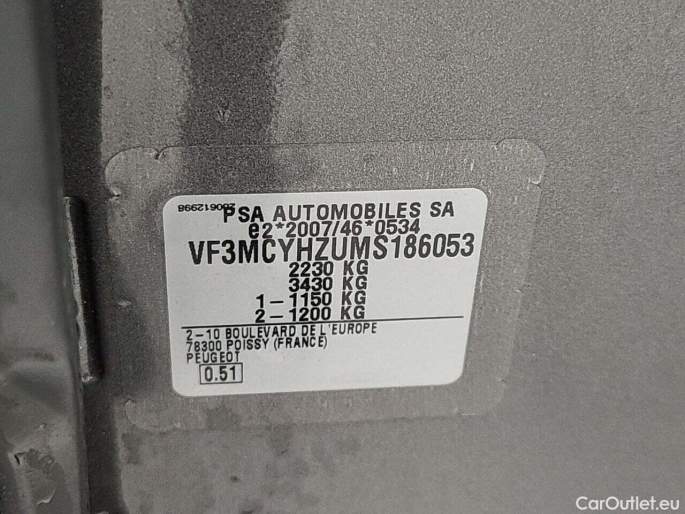 200612998
PSA AUTOMOBILES SA
e2*2007/46*0534
VF3MCYHZUMS186053
2230 KG
3430 KG
1-1150 KG
2-1200 KG
2-10 BOULEVARD DE L'EUROPE
78300 POISSY (FRANCE)
PEUGEOT
0.51
CarOutlet.eu